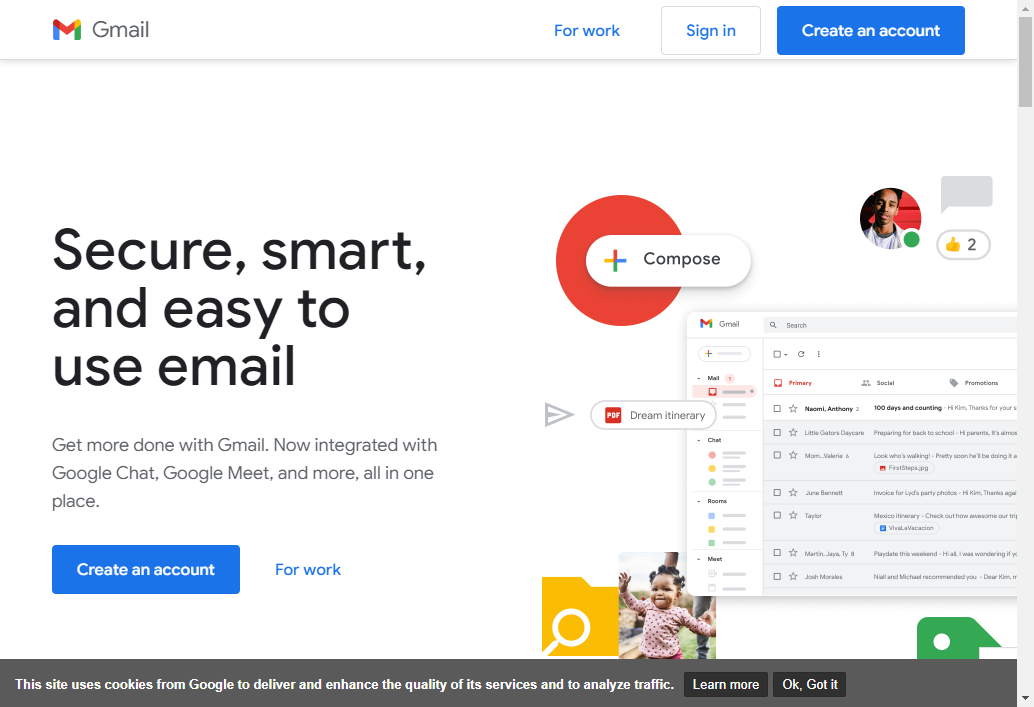 Gmail
For work
Sign in
Create an account
Secure, smart,
and easy to
use email
Get more done with Gmail. Now integrated with
Google Chat, Google Meet, and more, all in one
place.
Create an account
For work
Compose
2
PDF
Dream itinerary
Gmail
Search
Mail
1
Chat
Rooms
Meet
Primary
Social
Promotions
Naomi, Anthony 2
100 days and counting - Hi Kim, Thanks for your s
Little Gators Daycare
Preparing for back to school - Hi parents, It's almos
Mom...Valerie 6
Look who's walking! - Pretty soon he'll be doing it a
FirstSteps.jpg
June Bennett
Invoice for Lyd's party photos - Hi Kim, Thanks agai
Taylor
Mexico itinerary - Check out how awesome our trip
VivaLaVacacion
Martin, Jaya, Ty 8
Playdate this weekend - Hi all, I was wondering if yo
Josh Morales
Niall and Michael recommended you - Dear Kim, m
This site uses cookies from Google to deliver and enhance the quality of its services and to analyze traffic.
Learn more
Ok, Got it